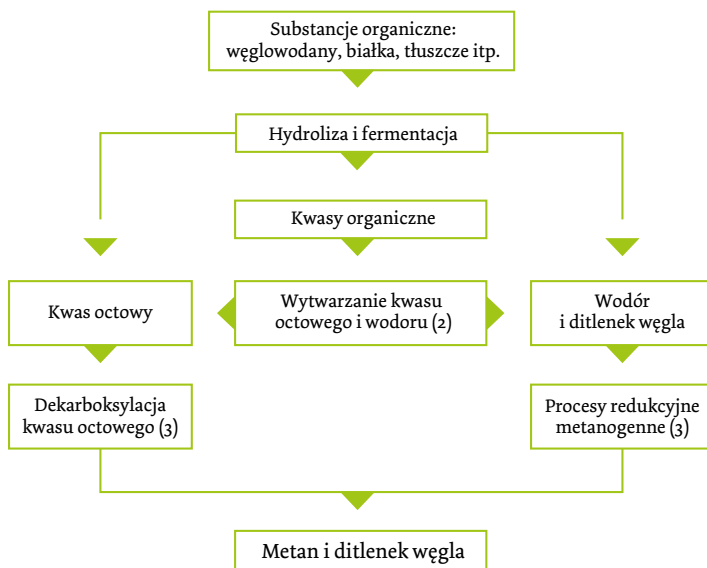 Substancje organiczne:
węglowodany, białka, tłuszcze itp.
Hydroliza i fermentacja
Kwasy organiczne
Kwas octowy
Wytwarzanie kwasu
octowego i wodoru (2)
Wodór
i ditlenek węgla
Dekarboksylacja
kwasu octowego (3)
Procesy redukcyjne
metanogenne (3)
Metan i ditlenek węgla